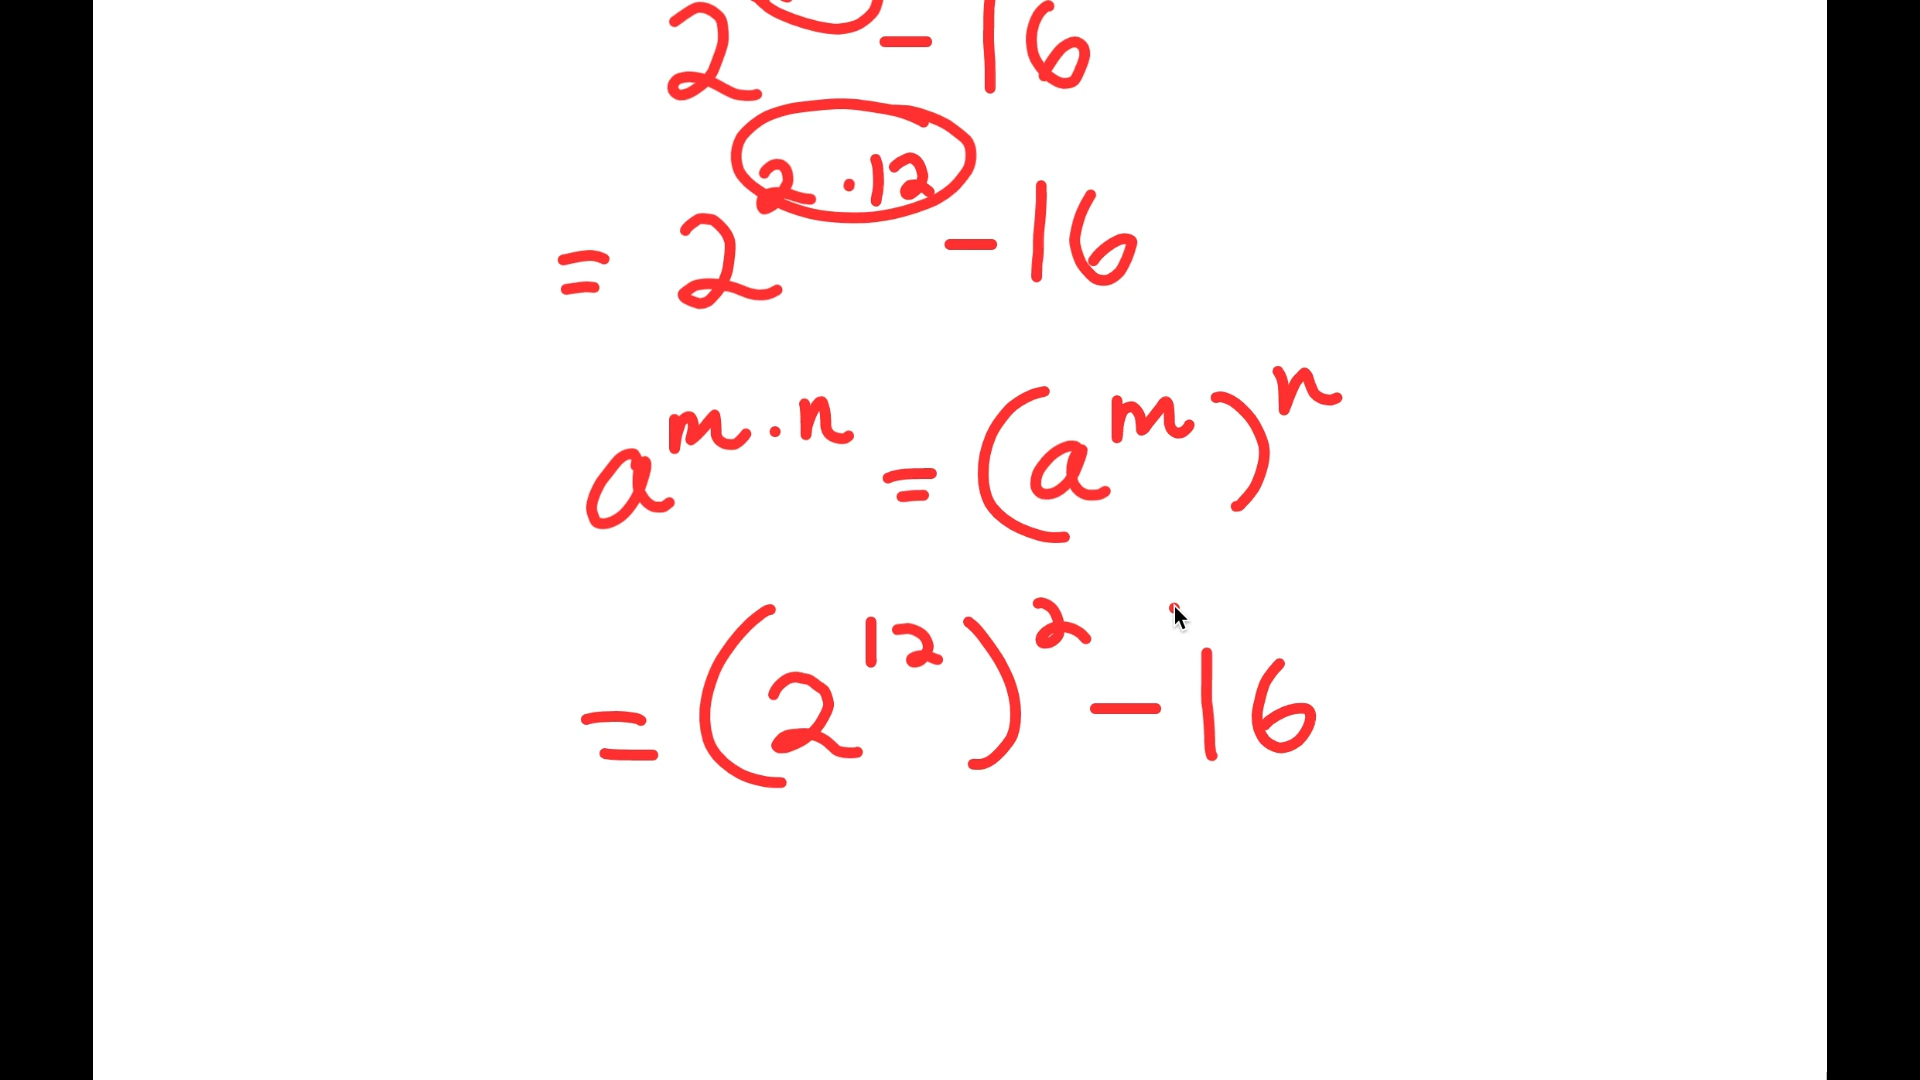 2 - 16
= 2^{2 · 12} - 16
a^{m · n} = (a^m)^n
= (2^{12})^2 - 16